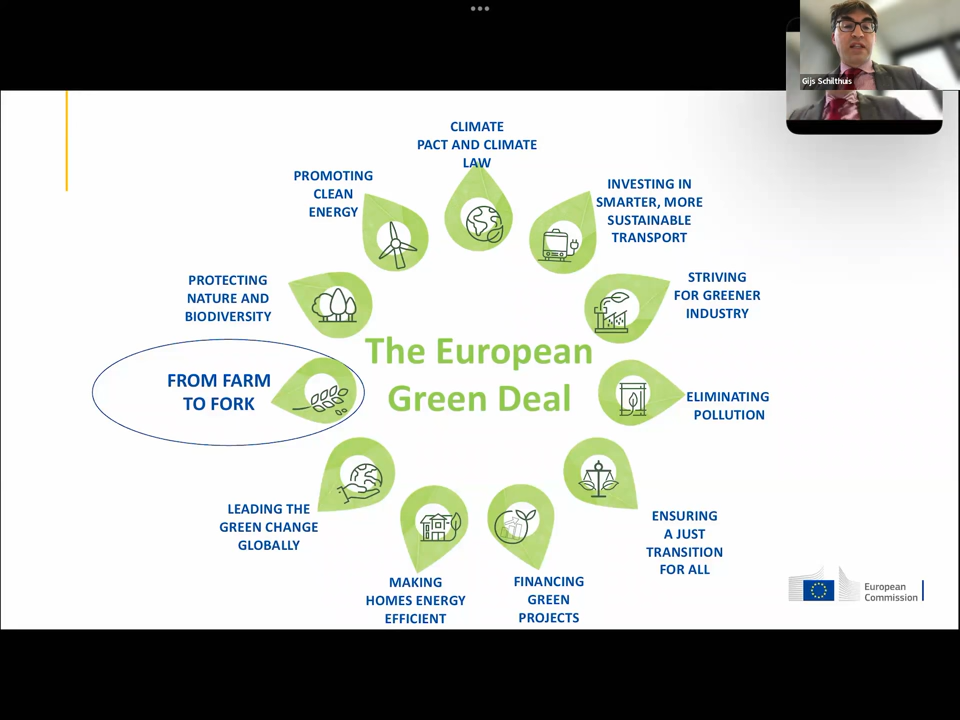 Gijs Schilthuis
CLIMATE
PACT AND CLIMATE
LAW
PROMOTING
CLEAN
ENERGY
INVESTING IN
SMARTER, MORE
SUSTAINABLE
TRANSPORT
PROTECTING
NATURE AND
BIODIVERSITY
STRIVING
FOR GREENER
INDUSTRY
The European
Green Deal
FROM FARM
TO FORK
ELIMINATING
POLLUTION
LEADING THE
GREEN CHANGE
GLOBALLY
ENSURING
A JUST
TRANSITION
FOR ALL
MAKING
HOMES ENERGY
EFFICIENT
FINANCING
GREEN
PROJECTS
European
Commission